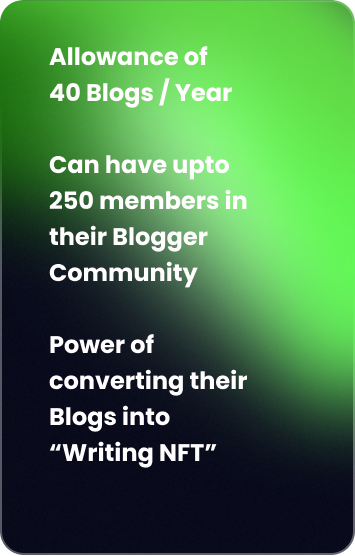 Allowance of
40 Blogs / Year
Can have upto
250 members in
their Blogger
Community
Power of
converting their
Blogs into
“Writing NFT”